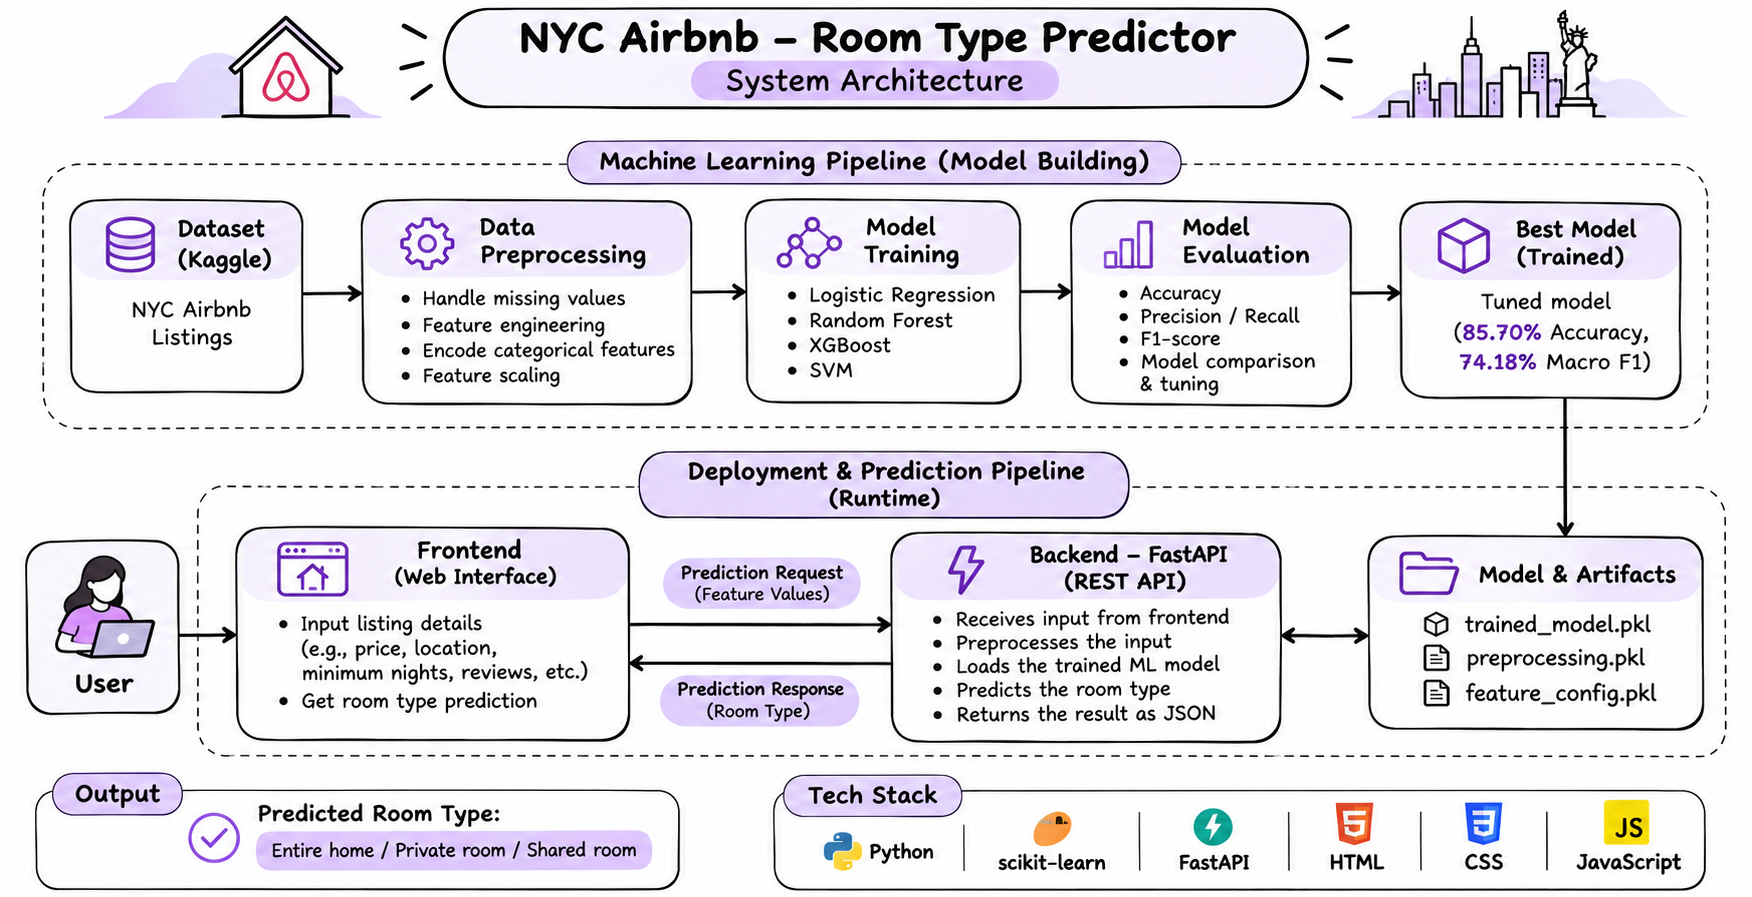 NYC Airbnb – Room Type Predictor
System Architecture
Machine Learning Pipeline (Model Building)
Dataset
(Kaggle)
NYC Airbnb
Listings
Data
Preprocessing
• Handle missing values
• Feature engineering
• Encode categorical features
• Feature scaling
Model
Training
• Logistic Regression
• Random Forest
• XGBoost
• SVM
Model
Evaluation
• Accuracy
• Precision / Recall
• F1-score
• Model comparison
& tuning
Best Model
(Trained)
Tuned model
(85.70% Accuracy,
74.18% Macro F1)
Deployment & Prediction Pipeline
(Runtime)
User
Frontend
(Web Interface)
• Input listing details
(e.g., price, location,
minimum nights, reviews, etc.)
• Get room type prediction
Prediction Request
(Feature Values)
Prediction Response
(Room Type)
Backend – FastAPI
(REST API)
• Receives input from frontend
• Preprocesses the input
• Loads the trained ML model
• Predicts the room type
• Returns the result as JSON
Model & Artifacts
trained_model.pkl
preprocessing.pkl
feature_config.pkl
Output
Predicted Room Type:
Entire home / Private room / Shared room
Tech Stack
Python
scikit-learn
FastAPI
5
HTML
3
CSS
JS
JavaScript